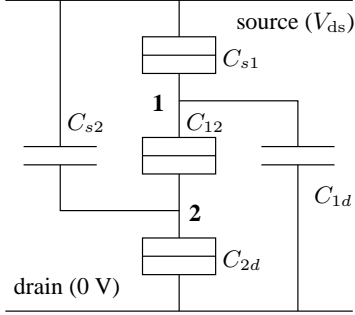 source (V_ds)
C_s1
1
C_s2
C_12
C_1d
2
C_2d
drain (0 V)